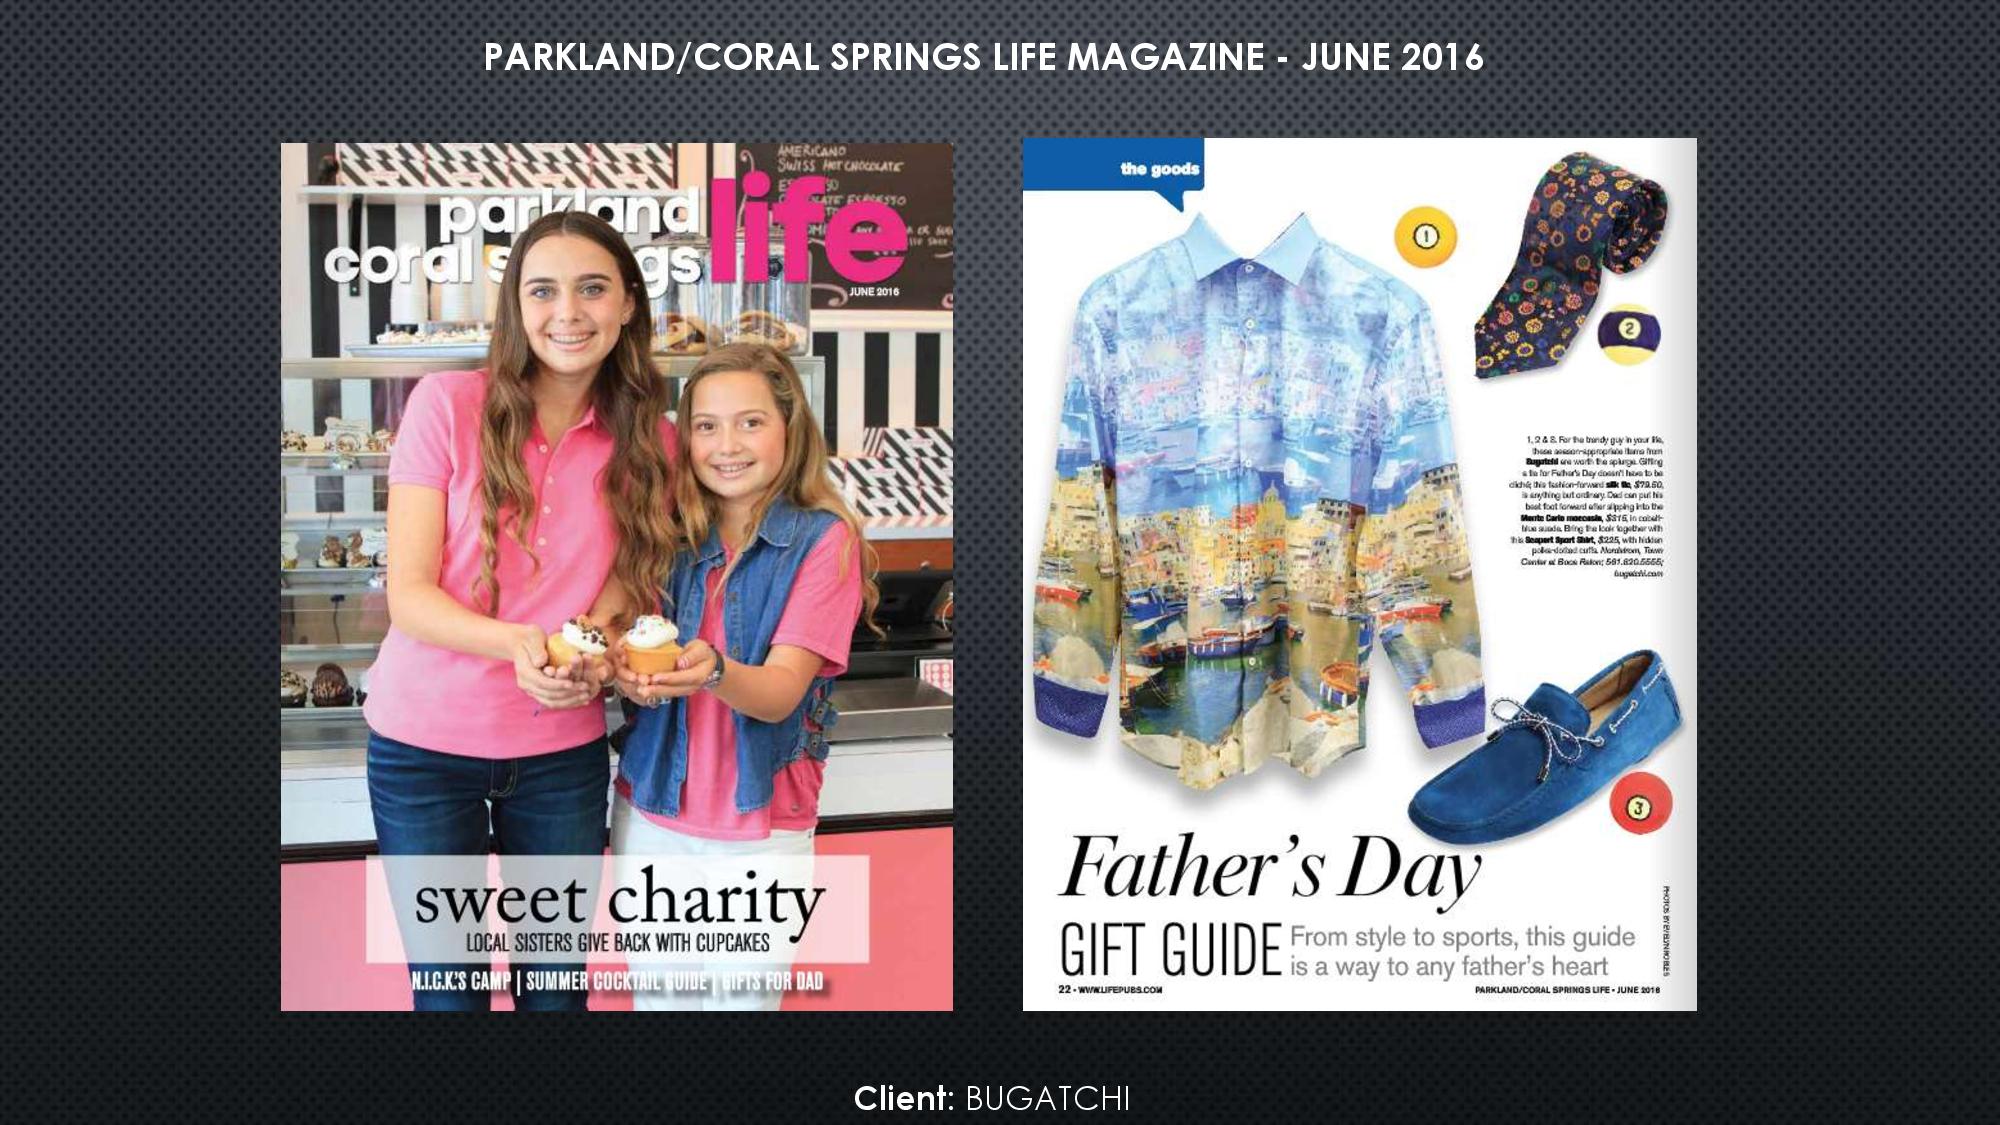 PARKLAND/CORAL SPRINGS LIFE MAGAZINE - JUNE 2016
AMERICANO
SWISS HOT CHOCOLATE
parkland life
coral springs
JUNE 2016
sweet charity
LOCAL SISTERS GIVE BACK WITH CUPCAKES
N.I.C.K'S CAMP | SUMMER COCKTAIL GUIDE | GIFTS FOR DAD
the goods
1
2
1, 2 & 3. For the trendy guy in your life,
these season-appropriate items from
Bugatchi are worth the splurge. Gifting
a tie for Father's Day doesn't have to be
cliché; this fashion-forward silk tie, $79.50,
is anything but ordinary. Dad can put his
best foot forward after slipping into the
Monte Carlo moccasin, $315, in cobalt-
blue suede. Bring the look together with
this Seaport Sport Shirt, $225, with hidden
polka-dotted cuffs. Nordstrom, Town
Center at Boca Raton; 561.620.5555;
bugatchi.com
3
Father's Day
GIFT GUIDE From style to sports, this guide
is a way to any father's heart
22 • WWW.LIFEPUBS.COM
PARKLAND/CORAL SPRINGS LIFE • JUNE 2016
Client: BUGATCHI